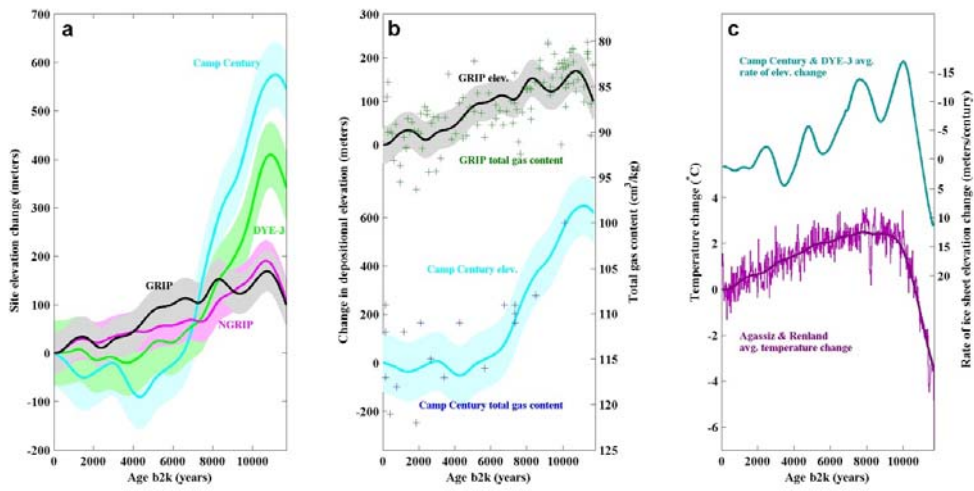 a
700
600
500
400
300
200
100
0
-100
-200
Site elevation change (meters)
Camp Century
DYE-3
GRIP
NGRIP
0 2000 4000 6000 8000 10000
Age b2k (years)
b
300
200
100
0
600
400
200
0
-200
Change in depositional elevation (meters)
GRIP elev.
GRIP total gas content
Camp Century elev.
Camp Century total gas content
80
85
90
95
100
105
110
115
120
125
Total gas content (cm3/kg)
0 2000 4000 6000 8000 10000
Age b2k (years)
c
Camp Century & DYE-3 avg.
rate of elev. change
4
2
0
-2
-4
-6
Temperature change (°C)
Agassiz & Renland
avg. temperature change
-15
-10
-5
0
5
10
15
20
Rate of ice sheet elevation change (meters/century)
0 2000 4000 6000 8000 10000
Age b2k (years)